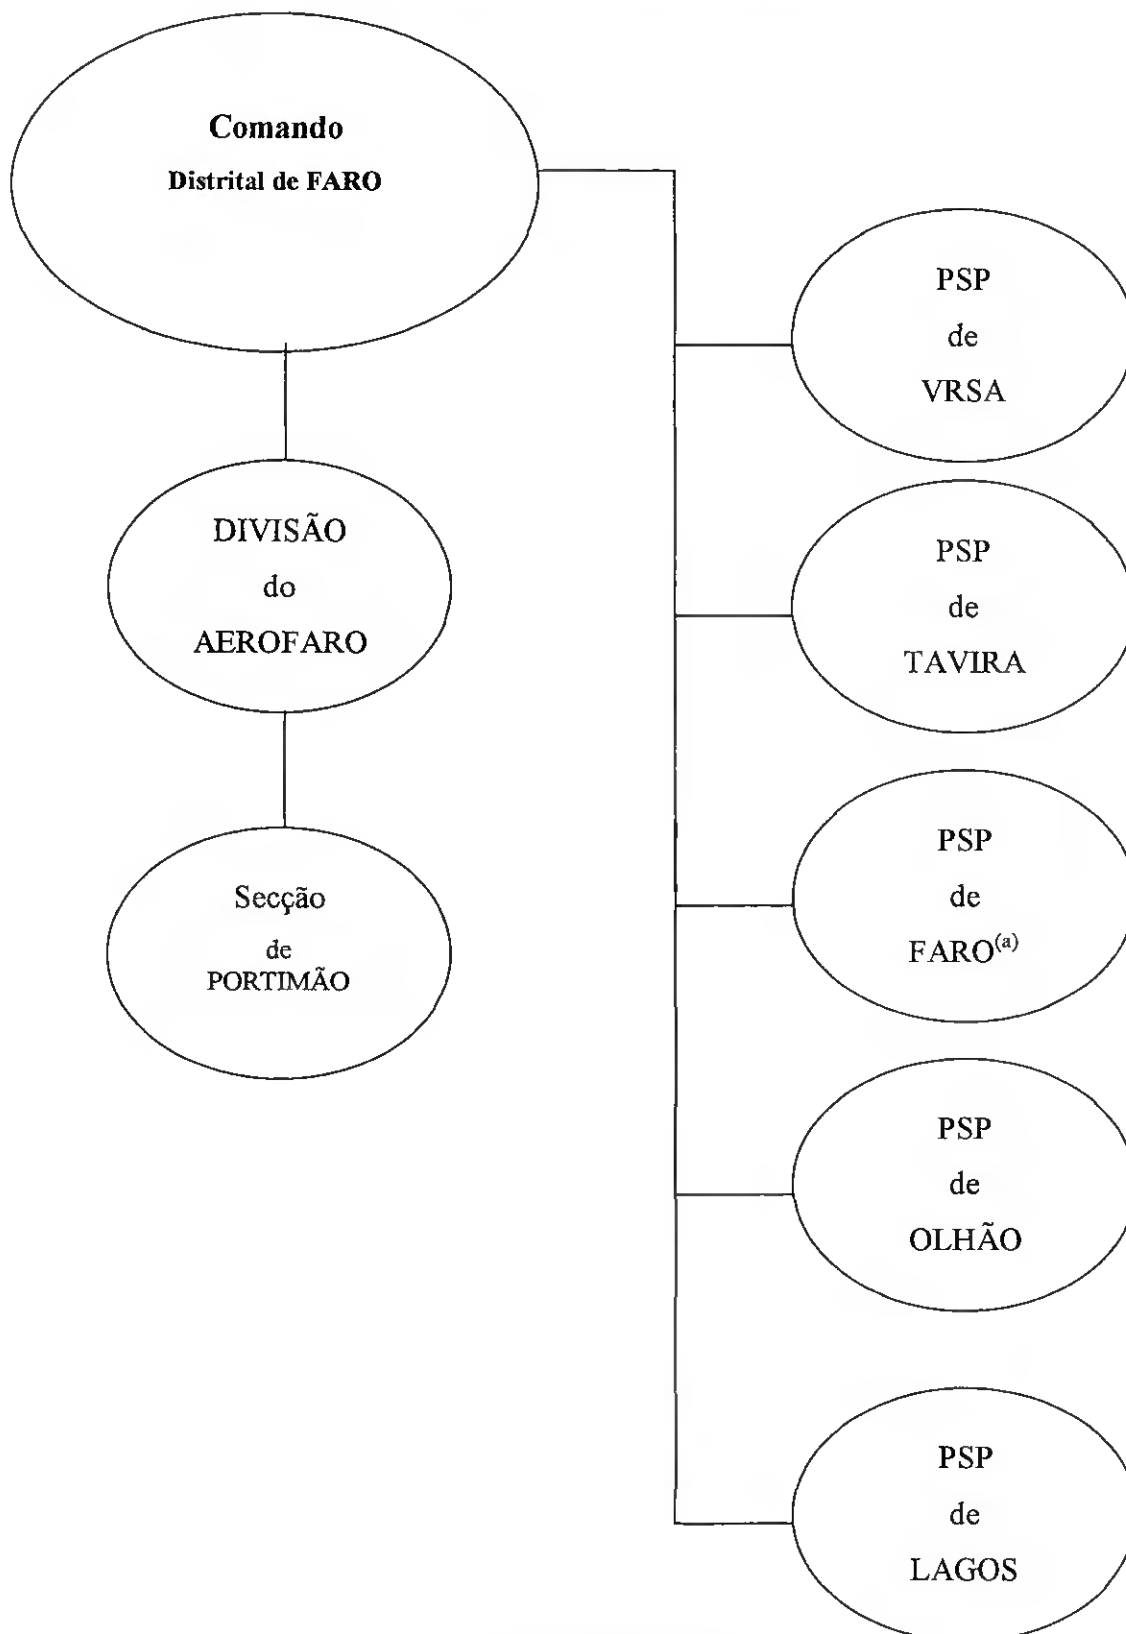 Comando
Distrital de FARO
DIVISÃO
do
AEROFARO
Secção
de
PORTIMÃO
PSP
de
VRSA
PSP
de
TAVIRA
PSP
de
FARO(a)
PSP
de
OLHÃO
PSP
de
LAGOS